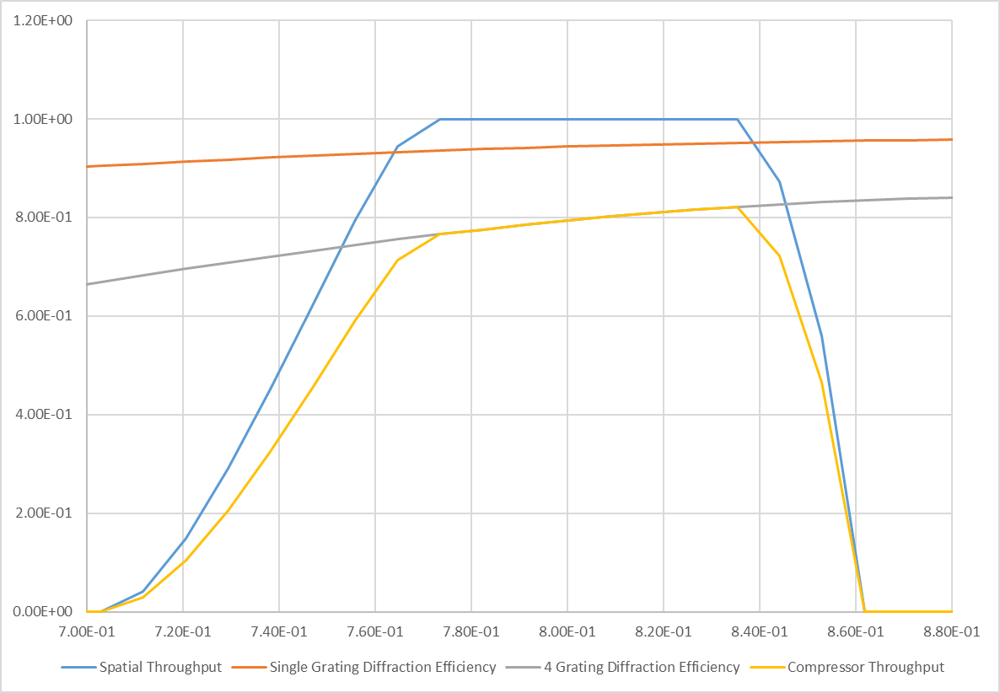 1.20E+00
1.00E+00
8.00E-01
6.00E-01
4.00E-01
2.00E-01
0.00E+00
7.00E-01 7.20E-01 7.40E-01 7.60E-01 7.80E-01 8.00E-01 8.20E-01 8.40E-01 8.60E-01 8.80E-01
Spatial Throughput Single Grating Diffraction Efficiency 4 Grating Diffraction Efficiency Compressor Throughput